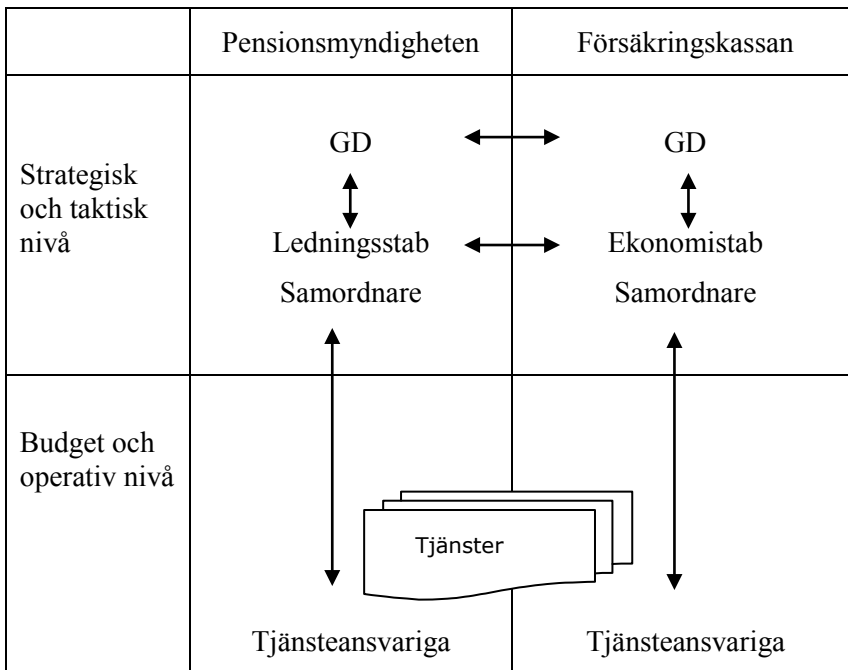 Pensionsmyndigheten Försäkringskassan
Strategisk
och taktisk
nivå
GD GD
Ledningsstab Ekonomistab
Samordnare Samordnare
Budget och
operativ nivå
Tjänster
Tjänsteansvariga Tjänsteansvariga